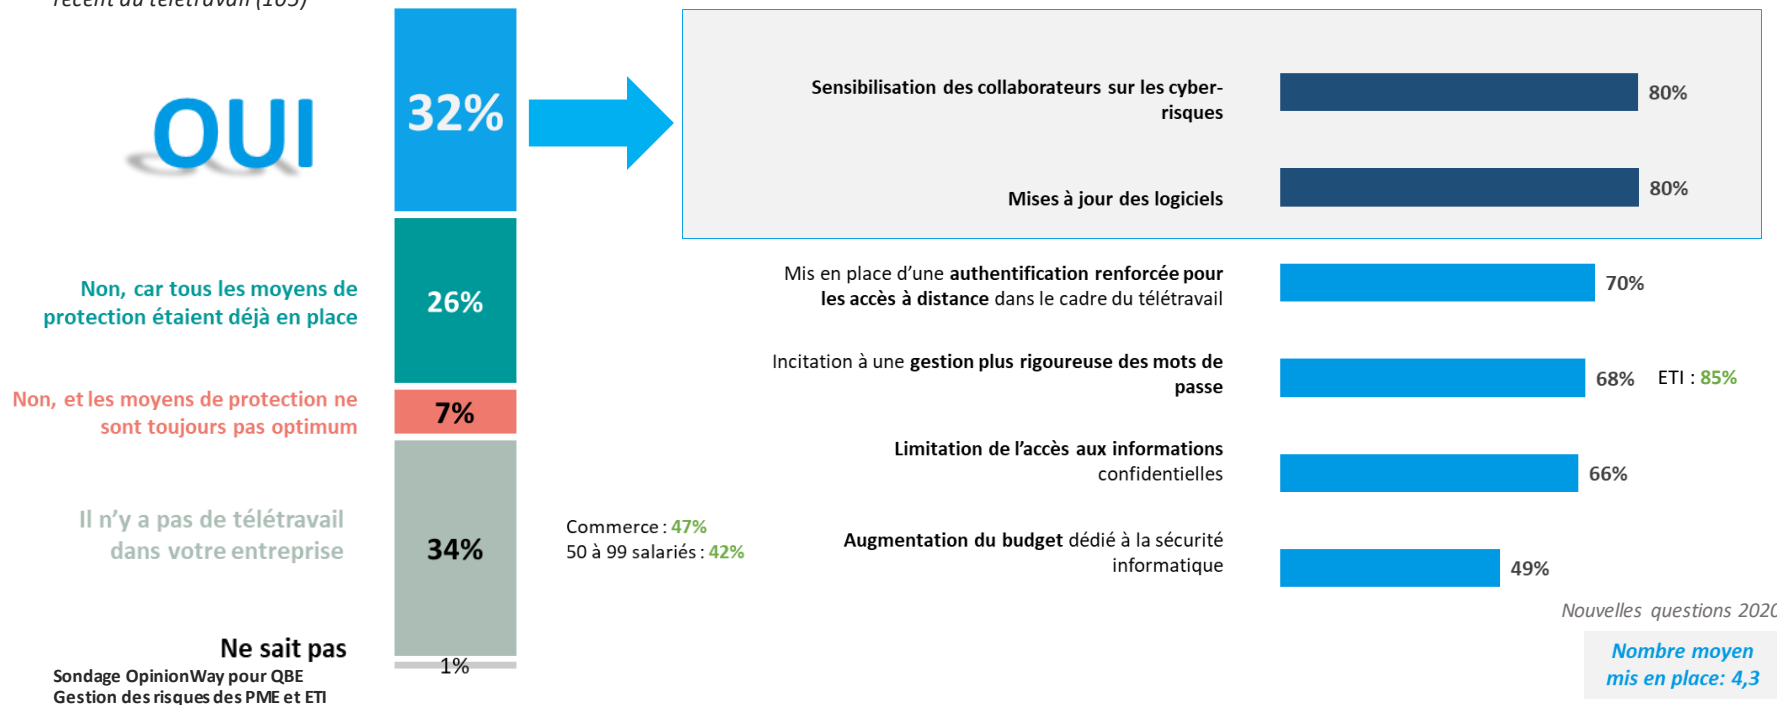 récent du télétravail (105)
OUI
32%
Non, car tous les moyens de
protection étaient déjà en place
26%
Non, et les moyens de protection ne
sont toujours pas optimum
7%
Il n'y a pas de télétravail
dans votre entreprise
34%
Commerce : 47%
50 à 99 salariés : 42%
Ne sait pas
1%
Sensibilisation des collaborateurs sur les cyber-
risques
80%
Mises à jour des logiciels
80%
Mis en place d'une authentification renforcée pour
les accès à distance dans le cadre du télétravail
70%
Incitation à une gestion plus rigoureuse des mots de
passe
68%
ETI : 85%
Limitation de l'accès aux informations
confidentielles
66%
Augmentation du budget dédié à la sécurité
informatique
49%
Nouvelles questions 2020
Nombre moyen
mis en place: 4,3
Sondage OpinionWay pour QBE
Gestion des risques des PME et ETI